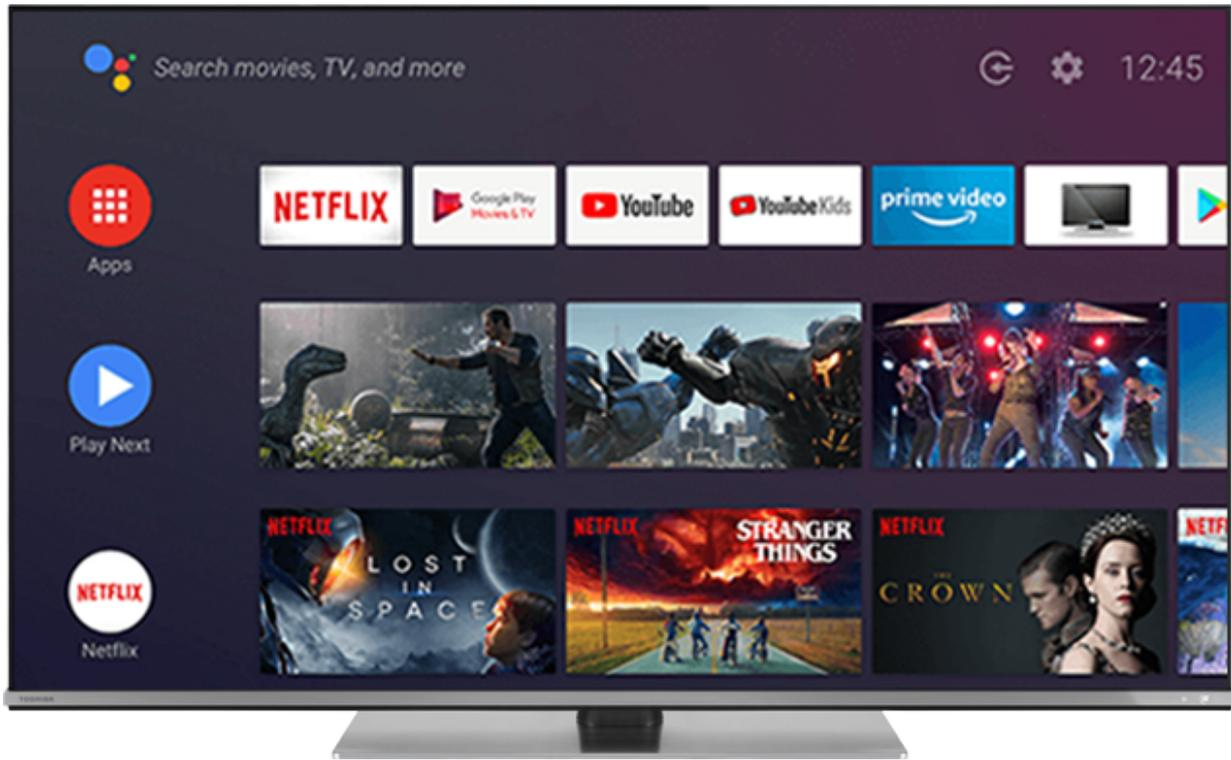 Search movies, TV, and more
12:45
NETFLIX
Google Play
Movies & TV
YouTube
YouTube Kids
prime video
Apps
Play Next
NETFLIX
LOST
IN
SPACE
NETFLIX
STRANGER
THINGS
NETFLIX
THE
CROWN
NETF
NETFLIX
Netflix
TOSHIBA